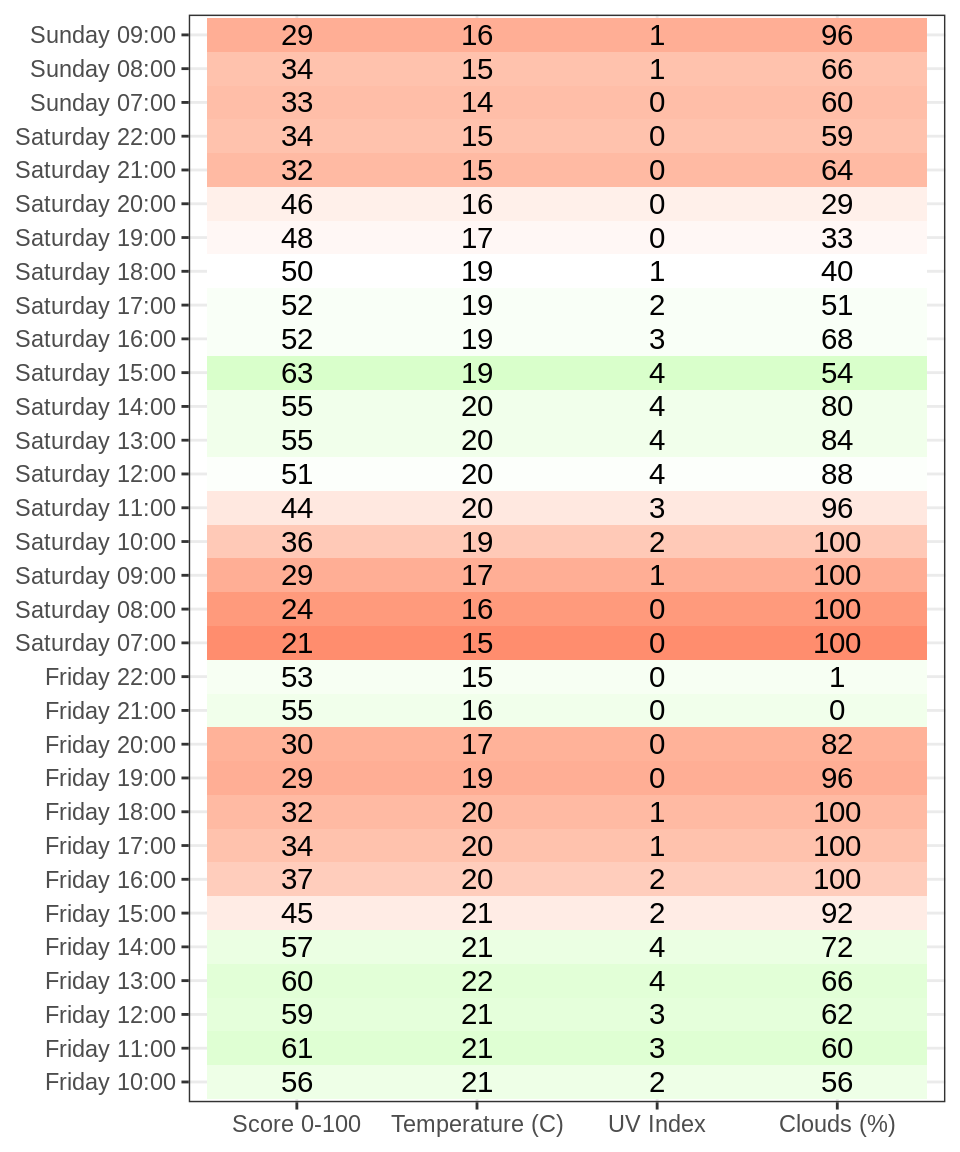 Sunday 09:00 29 16 1 96
Sunday 08:00 34 15 1 66
Sunday 07:00 33 14 0 60
Saturday 22:00 34 15 0 59
Saturday 21:00 32 15 0 64
Saturday 20:00 46 16 0 29
Saturday 19:00 48 17 0 33
Saturday 18:00 50 19 1 40
Saturday 17:00 52 19 2 51
Saturday 16:00 52 19 3 68
Saturday 15:00 63 19 4 54
Saturday 14:00 55 20 4 80
Saturday 13:00 55 20 4 84
Saturday 12:00 51 20 4 88
Saturday 11:00 44 20 3 96
Saturday 10:00 36 19 2 100
Saturday 09:00 29 17 1 100
Saturday 08:00 24 16 0 100
Saturday 07:00 21 15 0 100
Friday 22:00 53 15 0 1
Friday 21:00 55 16 0 0
Friday 20:00 30 17 0 82
Friday 19:00 29 19 0 96
Friday 18:00 32 20 1 100
Friday 17:00 34 20 1 100
Friday 16:00 37 20 2 100
Friday 15:00 45 21 2 92
Friday 14:00 57 21 4 72
Friday 13:00 60 22 4 66
Friday 12:00 59 21 3 62
Friday 11:00 61 21 3 60
Friday 10:00 56 21 2 56
Score 0-100 Temperature (C) UV Index Clouds (%)